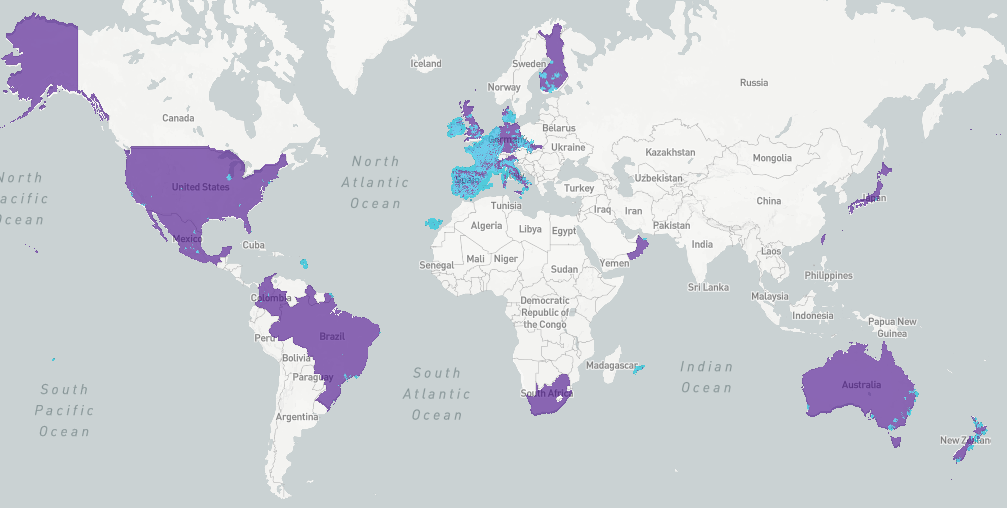 Iceland
Sweden
Norway
Russia
Canada
Belarus
Ukraine
Kazakhstan
Mongolia
North
Atlantic
Ocean
North
Pacific
Ocean
United States
Uzbekistan
Turkey
China
Japan
Tunisia
Iraq
Iran
Algeria
Libya
Egypt
Pakistan
Mexico
Cuba
India
Laos
Senegal
Mali
Niger
Sudan
Yemen
Philippines
Sri Lanka
Malaysia
Indonesia
Colombia
Democratic
Republic of
the Congo
Papua New
Guinea
Peru
Brazil
Bolivia
Madagascar
Indian
Ocean
Paraguay
South
Atlantic
Ocean
South
Pacific
Ocean
South Africa
Australia
Argentina